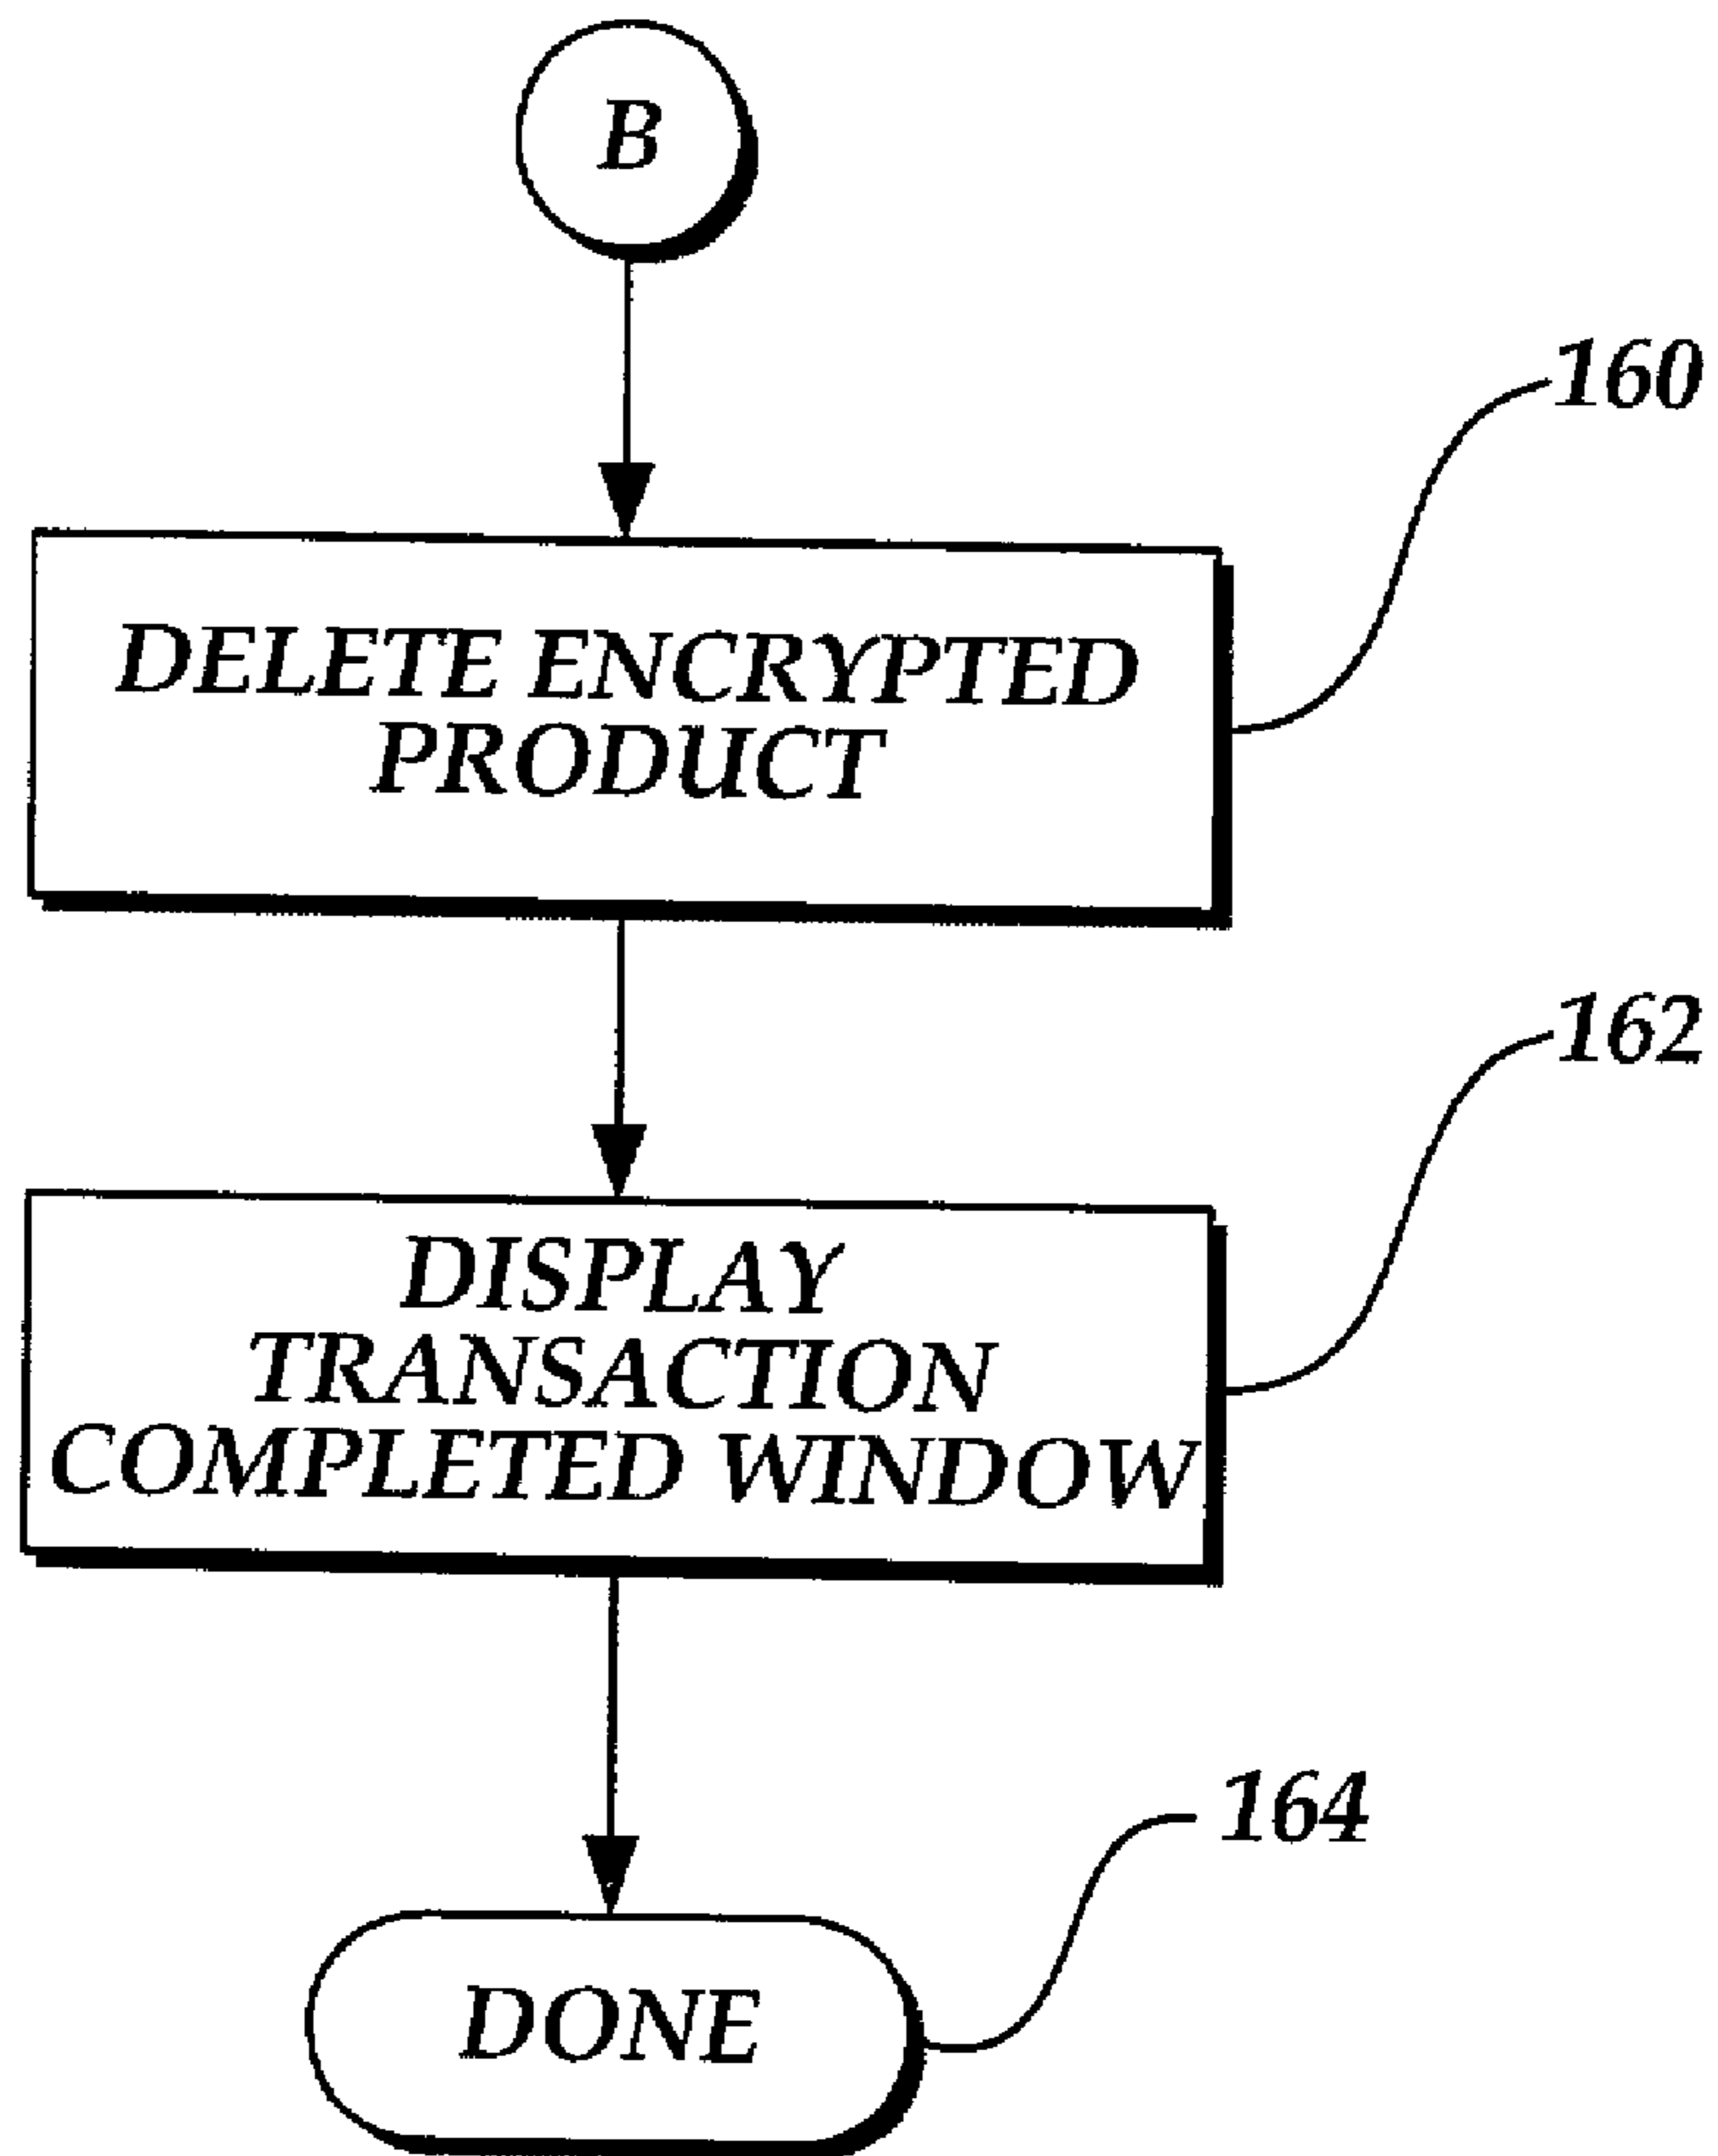 B
160
DELETE ENCRYPTED
PRODUCT
162
DISPLAY
TRANSACTION
COMPLETED WINDOW
164
DONE